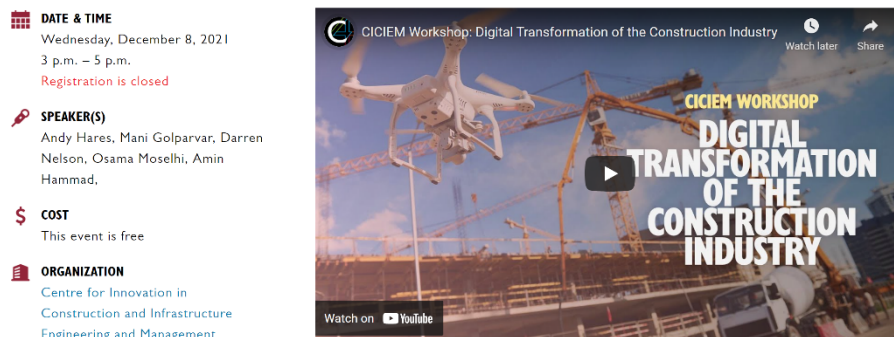 DATE & TIME
Wednesday, December 8, 2021
3 p.m. – 5 p.m.
Registration is closed
SPEAKER(S)
Andy Hares, Mani Golparvar, Darren
Nelson, Osama Moselhi, Amin
Hammad,
COST
This event is free
ORGANIZATION
Centre for Innovation in
Construction and Infrastructure
Engineering and Management
CICIEM Workshop: Digital Transformation of the Construction Industry
Watch later
Share
CICIEM WORKSHOP
DIGITAL
TRANSFORMATION
OF THE
CONSTRUCTION
INDUSTRY
Watch on YouTube